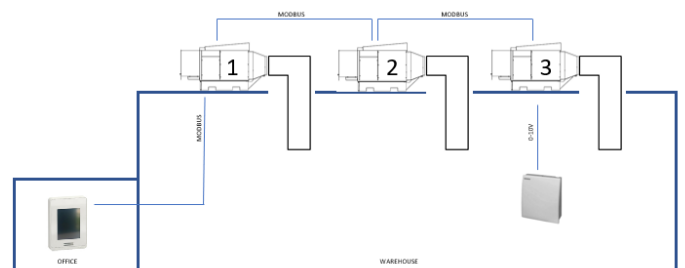 MODBUS
MODBUS
1
2
3
MODBUS
0-10V
OFFICE
WAREHOUSE